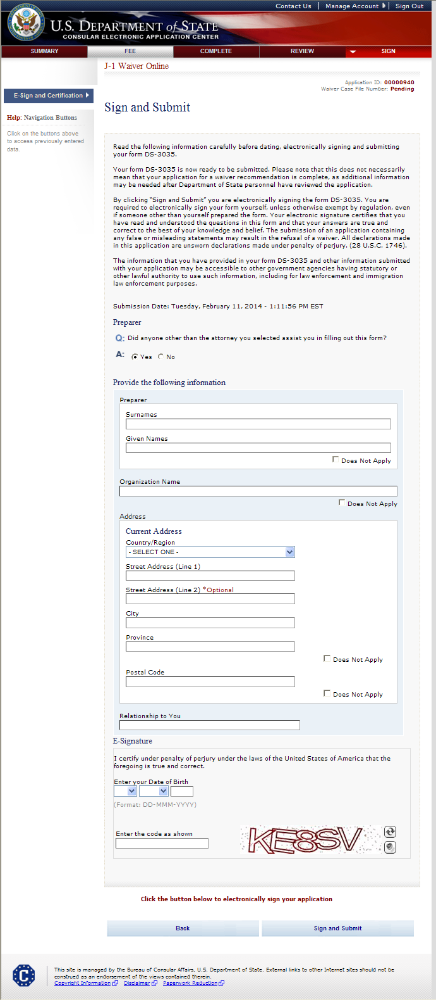 Contact Us | Manage Account | Sign Out
U.S. DEPARTMENT of STATE
CONSULAR ELECTRONIC APPLICATION CENTER
SUMMARY FEE COMPLETE REVIEW SIGN
J-1 Waiver Online
E-Sign and Certification
Help: Navigation Buttons
Click on the buttons above
to access previously entered
data.
Application ID: 00000940
Waiver Case File Number: Pending
Sign and Submit
Read the following information carefully before dating, electronically signing and submitting
your form DS-3035.
Your form DS-3035 is now ready to be submitted. Please note that this does not necessarily
mean that your application for a waiver recommendation is complete, as additional information
may be needed after Department of State personnel have reviewed the application.
By clicking "Sign and Submit" you are electronically signing the form DS-3035. You are
required to electronically sign your form yourself, unless otherwise exempt by regulation, even
if someone other than yourself prepared the form. Your electronic signature certifies that you
have read and understood the questions in this form and that your answers are true and
correct to the best of your knowledge and belief. The submission of an application containing
any false or misleading statements may result in the refusal of a waiver. All declarations made
in this application are unsworn declarations made under penalty of perjury. (28 U.S.C. 1746).
The information that you have provided in your form DS-3035 and other information submitted
with your application may be accessible to other government agencies having statutory or
other lawful authority to use such information, including for law enforcement and immigration
law enforcement purposes.
Submission Date: Tuesday, February 11, 2014 - 1:11:56 PM EST
Preparer
Q: Did anyone other than the attorney you selected assist you in filling out this form?
A: Yes No
Provide the following information
Preparer
Surnames
Given Names
Does Not Apply
Organization Name
Does Not Apply
Address
Current Address
Country/Region
- SELECT ONE -
Street Address (Line 1)
Street Address (Line 2) *Optional
City
Province
Does Not Apply
Postal Code
Does Not Apply
Relationship to You
E-Signature
I certify under penalty of perjury under the laws of the United States of America that the
foregoing is true and correct.
Enter your Date of Birth
(Format: DD-MMM-YYYY)
Enter the code as shown
KE8SV
Click the button below to electronically sign your application
Back Sign and Submit
This site is managed by the Bureau of Consular Affairs, U.S. Department of State. External links to other Internet sites should not be
construed as an endorsement of the views contained therein.
Copyright Information Disclaimer Paperwork Reduction